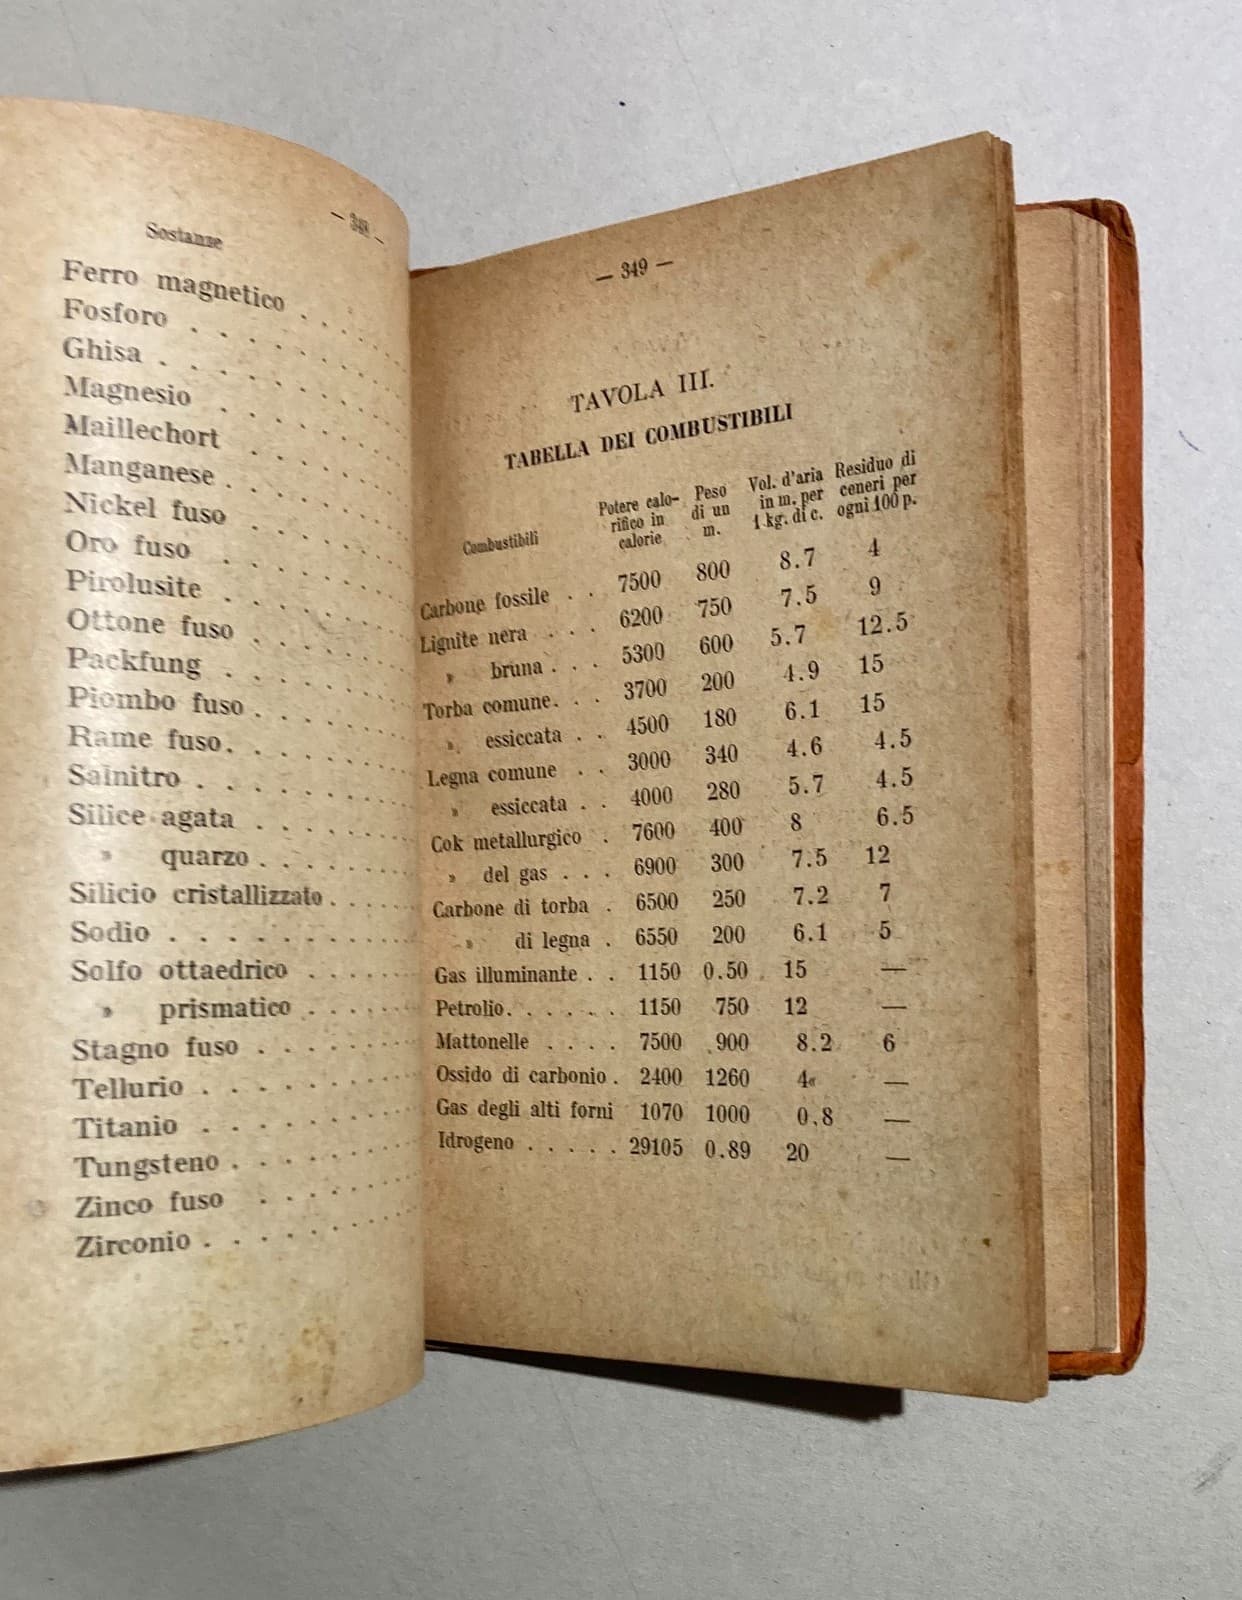 — 348 —
Sostanze
Ferro magnetico . . . .
Fosforo . . . . . . .
Ghisa . . . . . . . .
Magnesio . . . . . .
Maillechort . . . . .
Manganese . . . . . .
Nickel fuso . . . . .
Oro fuso . . . . . .
Pirolusite . . . . . .
Ottone fuso . . . . .
Packfung . . . . . .
Piombo fuso . . . . .
Rame fuso. . . . . .
Salnitro . . . . . . .
Silice agata . . . . .
» quarzo . . . . .
Silicio cristallizzato . . . .
Sodio . . . . . . . .
Solfo ottaedrico . . . .
» prismatico . . . .
Stagno fuso . . . . .
Tellurio . . . . . . .
Titanio . . . . . . .
Tungsteno . . . . . .
Zinco fuso . . . . .
Zirconio . . . . . . .
— 349 —
TAVOLA III.
TABELLA DEI COMBUSTIBILI
Combustibili Potere calo- Peso Vol. d'aria Residuo di
rifico in di un in m. per ceneri per
calorie m. 1 kg. di c. ogni 100 p.
Carbone fossile . . 7500 800 8.7 4
Lignite nera . . . 6200 750 7.5 9
» bruna . . . 5300 600 5.7 12.5
Torba comune. . . 3700 200 4.9 15
» essiccata . . 4500 180 6.1 15
Legna comune . . 3000 340 4.6 4.5
» essiccata . . 4000 280 5.7 4.5
Cok metallurgico . 7600 400 8 6.5
» del gas . . . 6900 300 7.5 12
Carbone di torba . 6500 250 7.2 7
» di legna . 6550 200 6.1 5
Gas illuminante . . 1150 0.50 15 —
Petrolio. . . . . . 1150 750 12 —
Mattonelle . . . . 7500 900 8.2 6
Ossido di carbonio . 2400 1260 4 —
Gas degli alti forni 1070 1000 0.8 —
Idrogeno . . . . . 29105 0.89 20 —